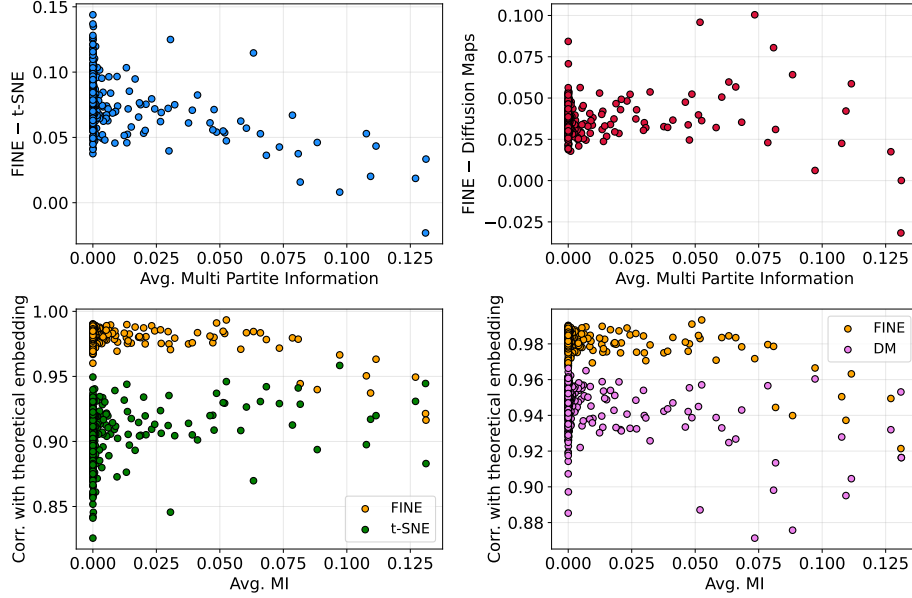 0.15
0.10
0.05
0.00
FINE − t-SNE
0.000 0.025 0.050 0.075 0.100 0.125
Avg. Multi Partite Information
0.100
0.075
0.050
0.025
0.000
−0.025
FINE − Diffusion Maps
0.000 0.025 0.050 0.075 0.100 0.125
Avg. Multi Partite Information
1.00
0.95
0.90
0.85
Corr. with theoretical embedding
FINE
t-SNE
0.000 0.025 0.050 0.075 0.100 0.125
Avg. MI
0.98
0.96
0.94
0.92
0.90
0.88
Corr. with theoretical embedding
FINE
DM
0.000 0.025 0.050 0.075 0.100 0.125
Avg. MI